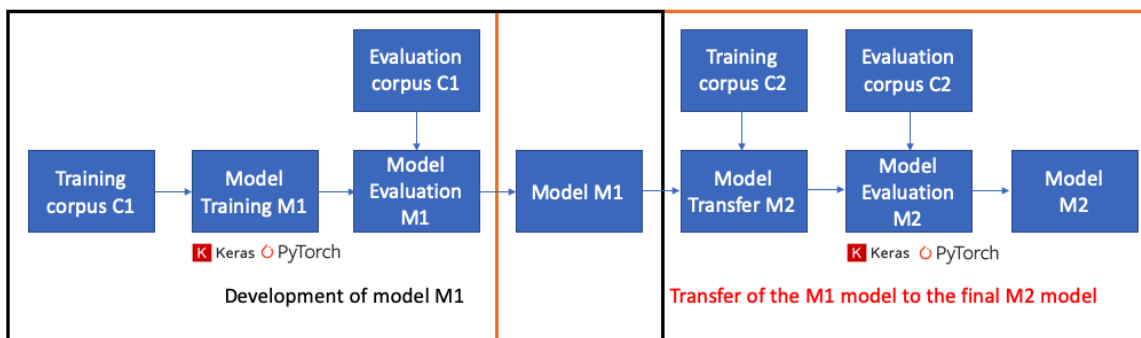 Evaluation
corpus C1
Training
corpus C2
Evaluation
corpus C2
Training
corpus C1
Model
Training M1
Model
Evaluation
M1
Model M1
Model
Transfer M2
Model
Evaluation
M2
Model
M2
K Keras PyTorch
K Keras PyTorch
Development of model M1
Transfer of the M1 model to the final M2 model